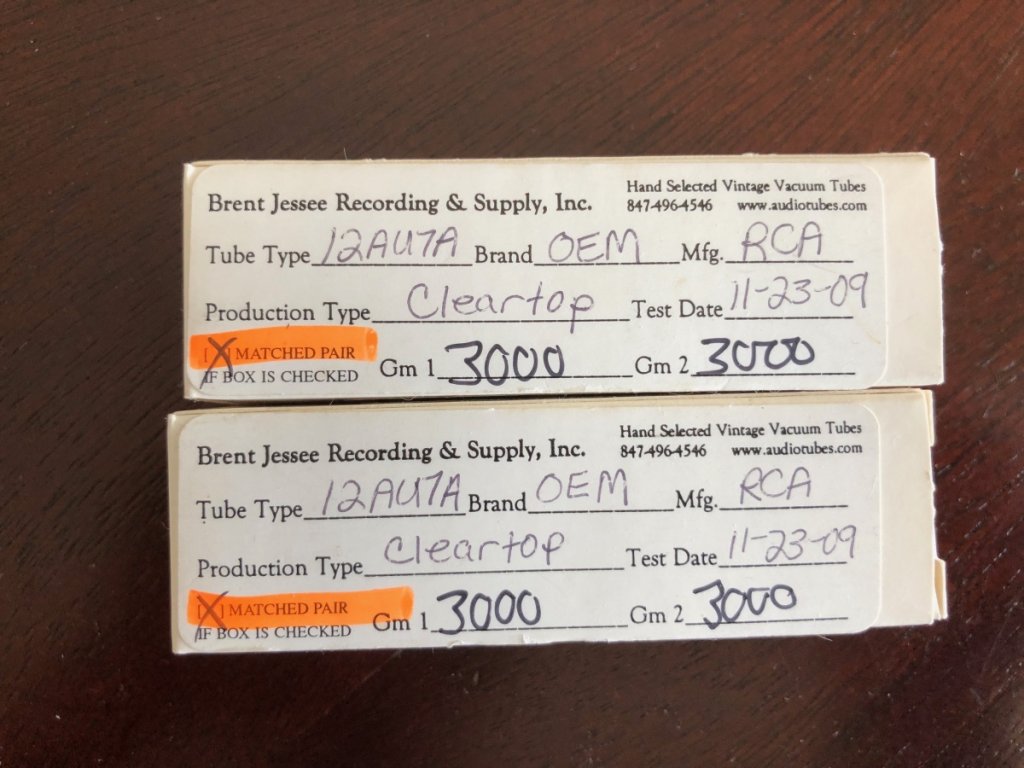 Brent Jessee Recording & Supply, Inc. Hand Selected Vintage Vacuum Tubes
847-496-4546 www.audiotubes.com
Tube Type 12AU7A Brand OEM Mfg. RCA
Production Type Cleartop Test Date 11-23-09
[X] MATCHED PAIR
IF BOX IS CHECKED Gm 1 3000 Gm 2 3000
Brent Jessee Recording & Supply, Inc. Hand Selected Vintage Vacuum Tubes
847-496-4546 www.audiotubes.com
Tube Type 12AU7A Brand OEM Mfg. RCA
Production Type Cleartop Test Date 11-23-09
[X] MATCHED PAIR
IF BOX IS CHECKED Gm 1 3000 Gm 2 3000